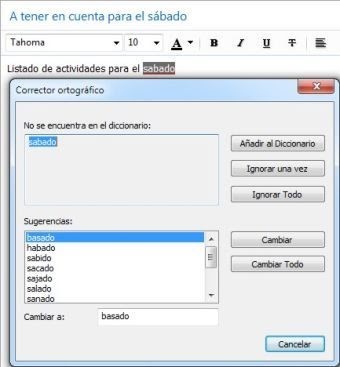 A tener en cuenta para el sábado
Tahoma 10 A B I U T
Listado de actividades para el sabado
Corrector ortográfico
No se encuentra en el diccionario:
sabado
Añadir al Diccionario
Ignorar una vez
Ignorar Todo
Sugerencias:
basado
habado
sabido
sacado
sajado
salado
sanado
Cambiar
Cambiar Todo
Cambiar a: basado
Cancelar